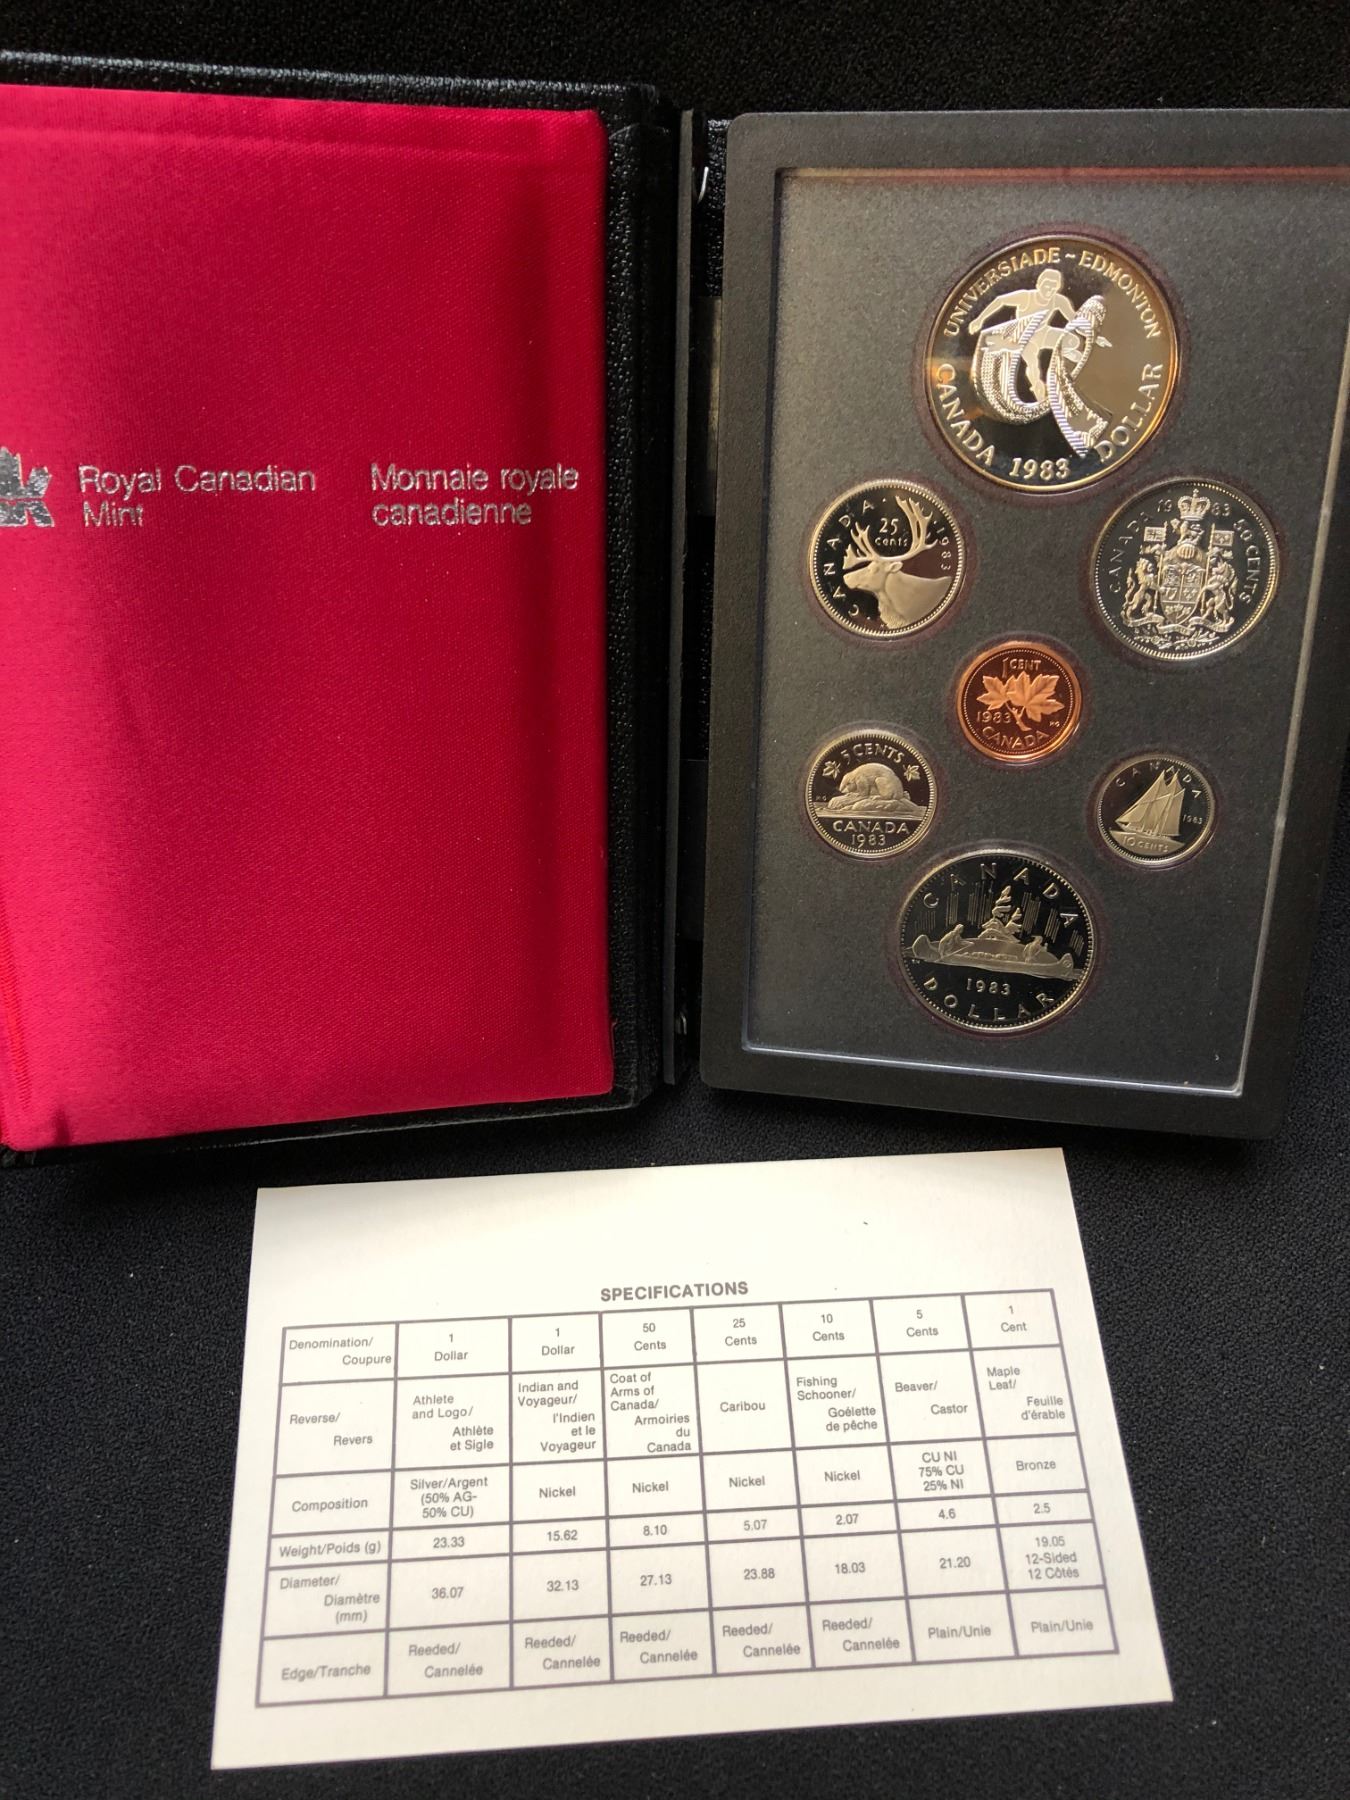 Royal Canadian
Mint
Monnaie royale
canadienne
UNIVERSIADE ~ EDMONTON
CANADA 1983 DOLLAR
CANADA · 1983
25
cents
CANADA 1983 50 CENTS
1 CENT
1983
HG
CANADA
5 CENTS
HG
CANADA
1983
CANADA
1983
10 CENTS
CANADA
1983
DOLLAR
SPECIFICATIONS
Denomination/ 1 1 50 25 10 5 1
Coupure Dollar Dollar Cents Cents Cents Cents Cent
Reverse/
Revers
Athlete
and Logo/
Athlète
et Sigle
Indian and
Voyageur/
l'Indien
et le
Voyageur
Coat of
Arms of
Canada/
Armoiries
du
Canada
Caribou
Fishing
Schooner/
Goélette
de pêche
Beaver/
Castor
Maple
Leaf/
Feuille
d'érable
Composition
Silver/Argent
(50% AG-
50% CU)
Nickel
Nickel
Nickel
Nickel
CU NI
75% CU
25% NI
Bronze
Weight/Poids (g) 23.33 15.62 8.10 5.07 2.07 4.6 2.5
Diameter/
Diamètre
(mm)
36.07
32.13
27.13
23.88
18.03
21.20
19.05
12-Sided
12 Côtés
Edge/Tranche
Reeded/
Cannelée
Reeded/
Cannelée
Reeded/
Cannelée
Reeded/
Cannelée
Reeded/
Cannelée
Plain/Unie
Plain/Unie